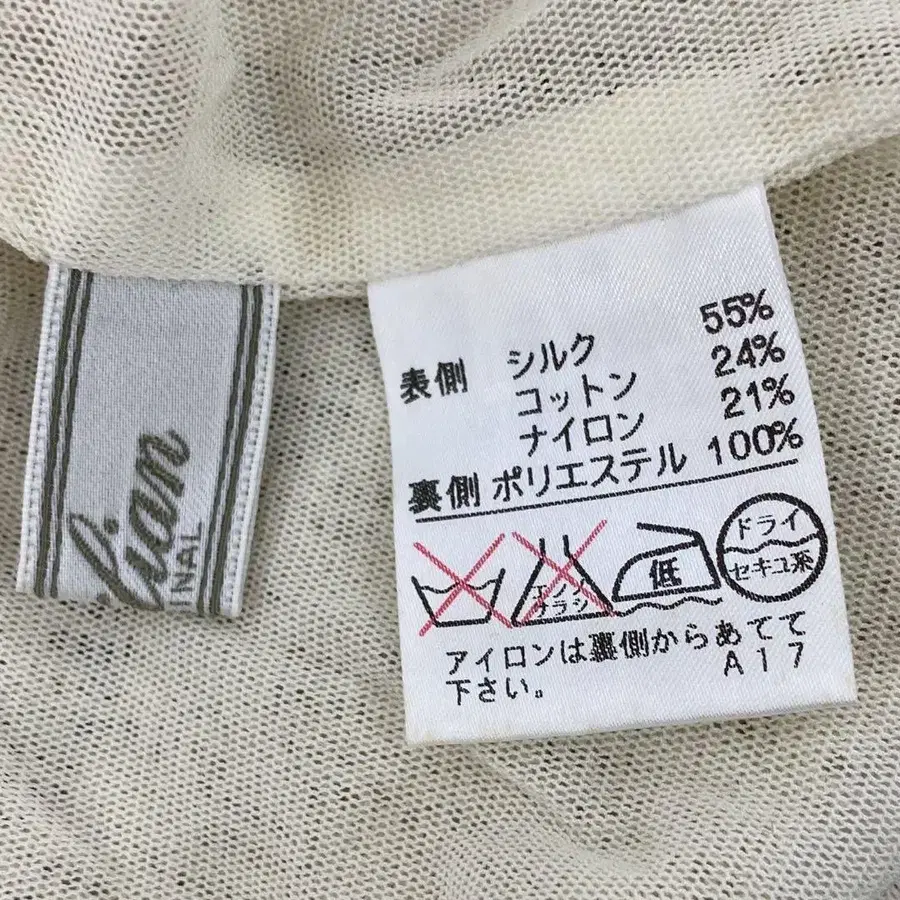 lian
表側 シルク 55%
コットン 24%
ナイロン 21%
裏側 ポリエステル 100%
エンソ
ナラシ
低
ドライ
セキユ系
アイロンは裏側からあてて
下さい。
A17